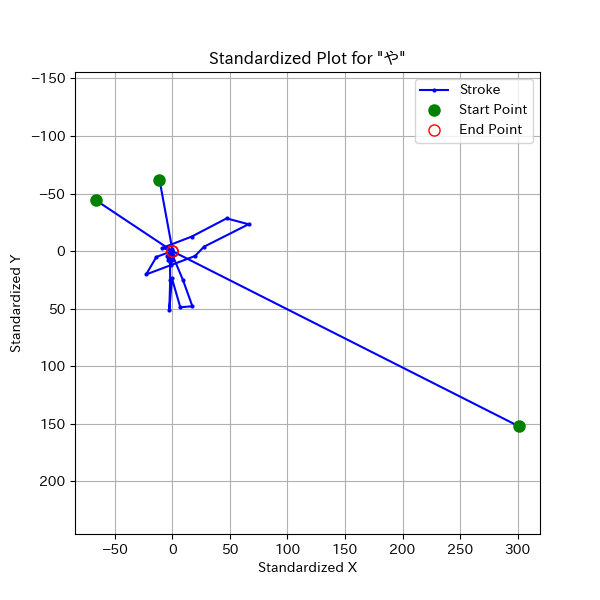 Standardized Plot for "や"
Stroke
Start Point
End Point
Standardized Y
−150
−100
−50
0
50
100
150
200
−50
0
50
100
150
200
250
300
Standardized X